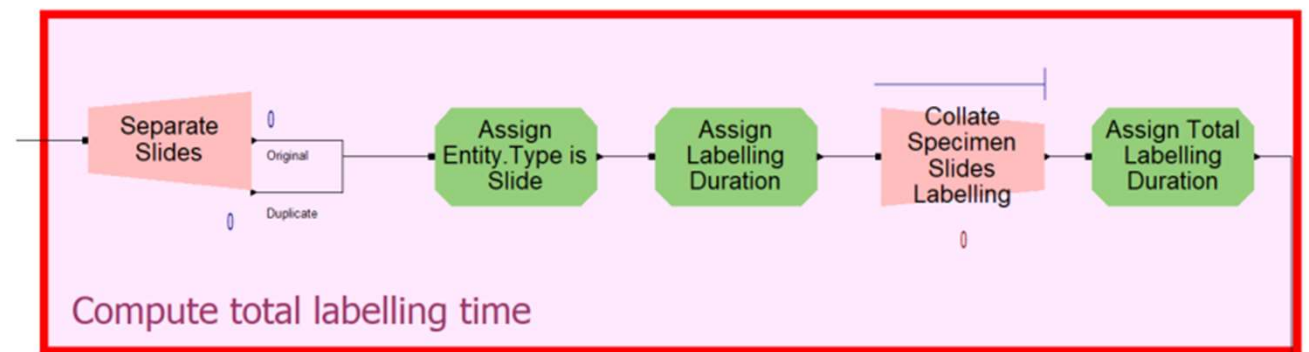 Separate
Slides
0
Original
Duplicate
0
Assign
Entity.Type is
Slide
Assign
Labelling
Duration
Collate
Specimen
Slides
Labelling
0
Assign Total
Labelling
Duration
Compute total labelling time